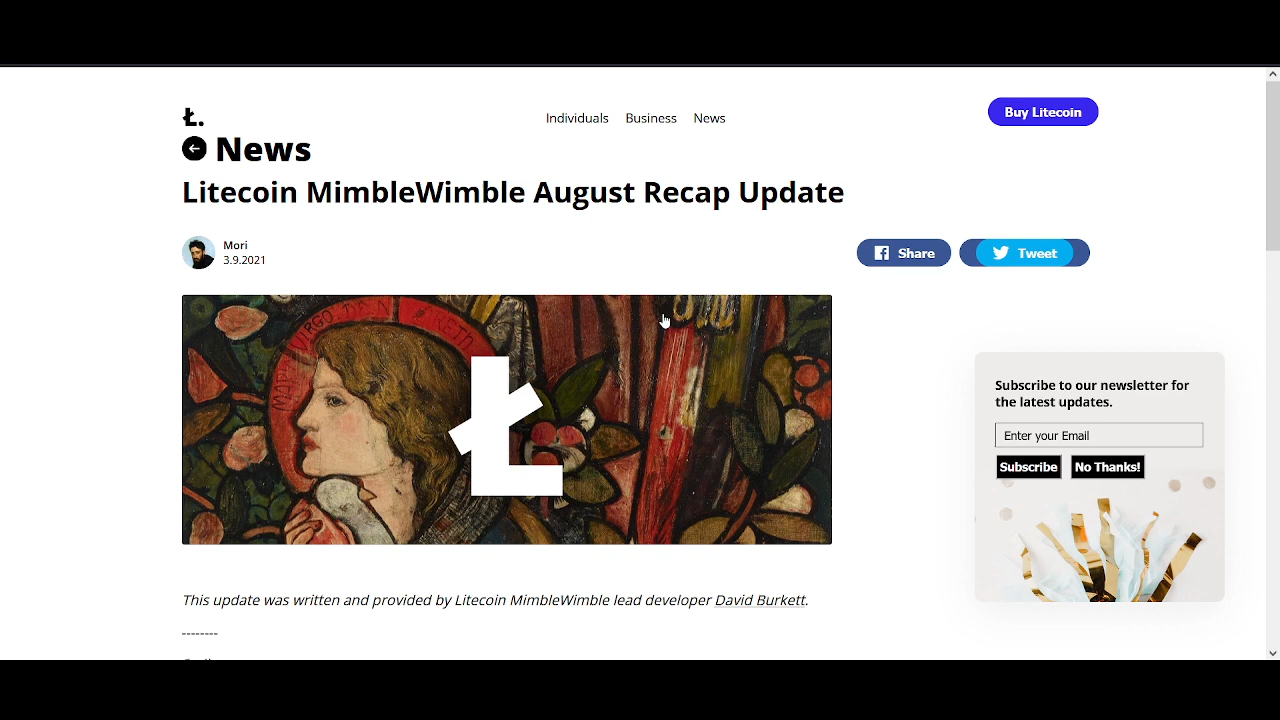 Ł.
Individuals Business News
Buy Litecoin
News
Litecoin MimbleWimble August Recap Update
Mori
3.9.2021
Share
Tweet
VIRGO DAN
Ł
Subscribe to our newsletter for
the latest updates.
Enter your Email
Subscribe No Thanks!
This update was written and provided by Litecoin MimbleWimble lead developer David Burkett.
--------